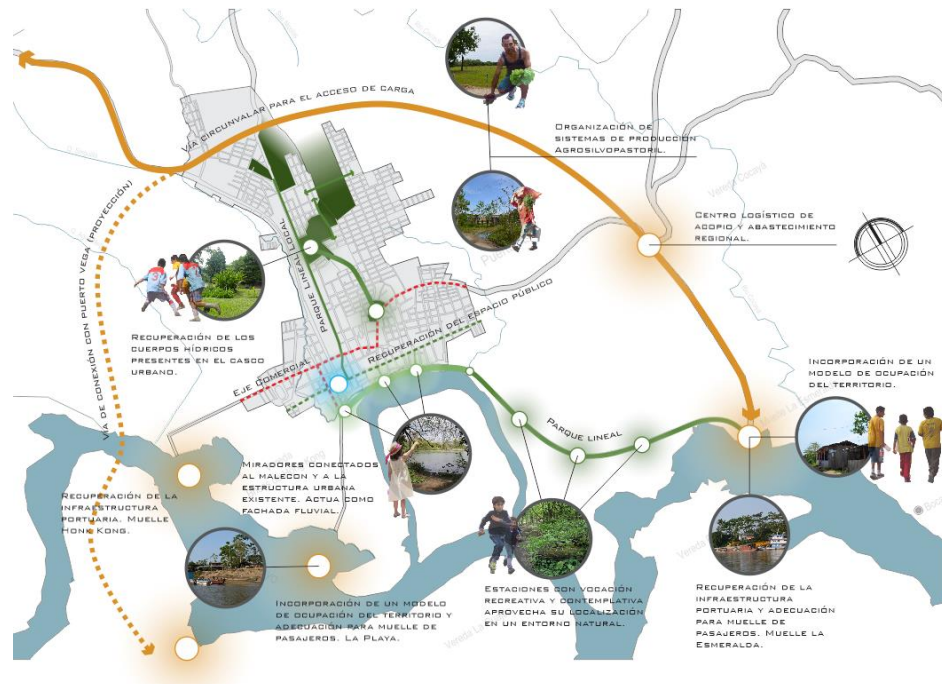 VÍA CIRCUNVALAR PARA EL ACCESO DE CARGA
ORGANIZACIÓN DE
SISTEMAS DE PRODUCCIÓN
AGROSILVOPASTORIL.
CENTRO LOGÍSTICO DE
ACOPIO Y ABASTECIMIENTO
REGIONAL.
VÍA DE CONEXIÓN CON PUERTO VEGA (PROYECCIÓN)
PARQUE LINEAL LOCAL
RECUPERACIÓN DE LOS
CUERPOS HÍDRICOS
PRESENTES EN EL CASCO
URBANO.
EJE COMERCIAL
RECUPERACIÓN DEL ESPACIO PÚBLICO
INCORPORACIÓN DE UN
MODELO DE OCUPACIÓN
DEL TERRITORIO.
PARQUE LINEAL
MIRADORES CONECTADOS
AL MALECON Y A LA
ESTRUCTURA URBANA
EXISTENTE. ACTUA COMO
FACHADA FLUVIAL.
RECUPERACIÓN DE LA
INFRAESTRUCTURA
PORTUARIA. MUELLE
HONK KONG.
INCORPORACIÓN DE UN MODELO
DE OCUPACIÓN DEL TERRITORIO Y
ADECUACIÓN PARA MUELLE DE
PASAJEROS. LA PLAYA.
ESTACIONES CON VOCACIÓN
RECREATIVA Y CONTEMPLATIVA
APROVECHA SU LOCALIZACIÓN
EN UN ENTORNO NATURAL.
RECUPERACIÓN DE LA
INFRAESTRUCTURA
PORTUARIA Y ADECUACIÓN
PARA MUELLE DE
PASAJEROS. MUELLE LA
ESMERALDA.
Vereda Cocayá